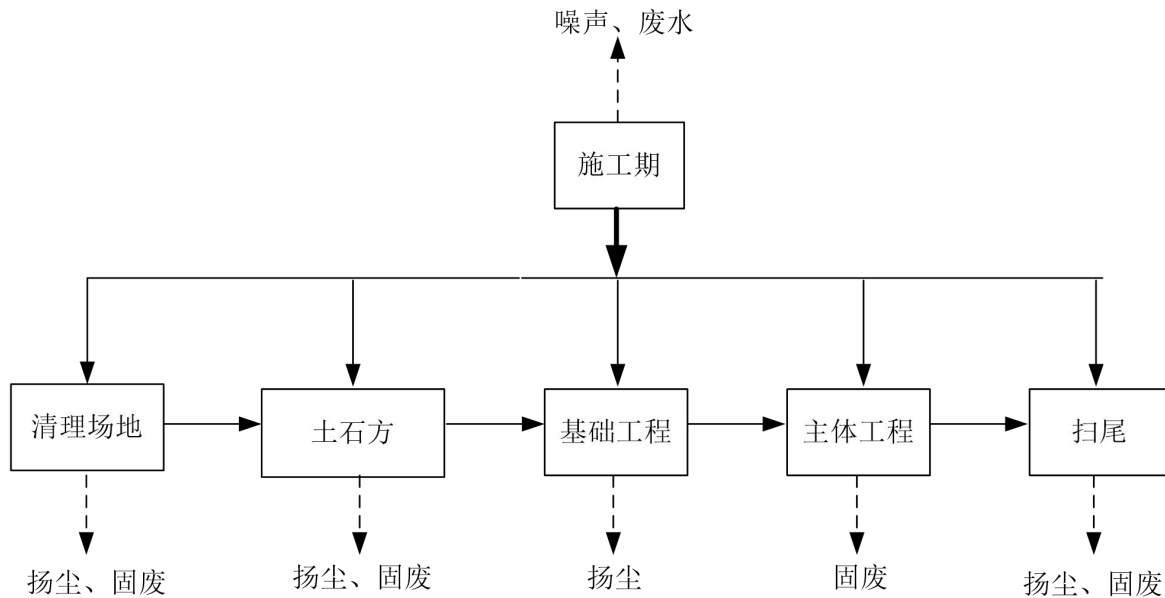 噪声、废水
施工期
清理场地
土石方
基础工程
主体工程
扫尾
扬尘、固废
扬尘、固废
扬尘
固废
扬尘、固废